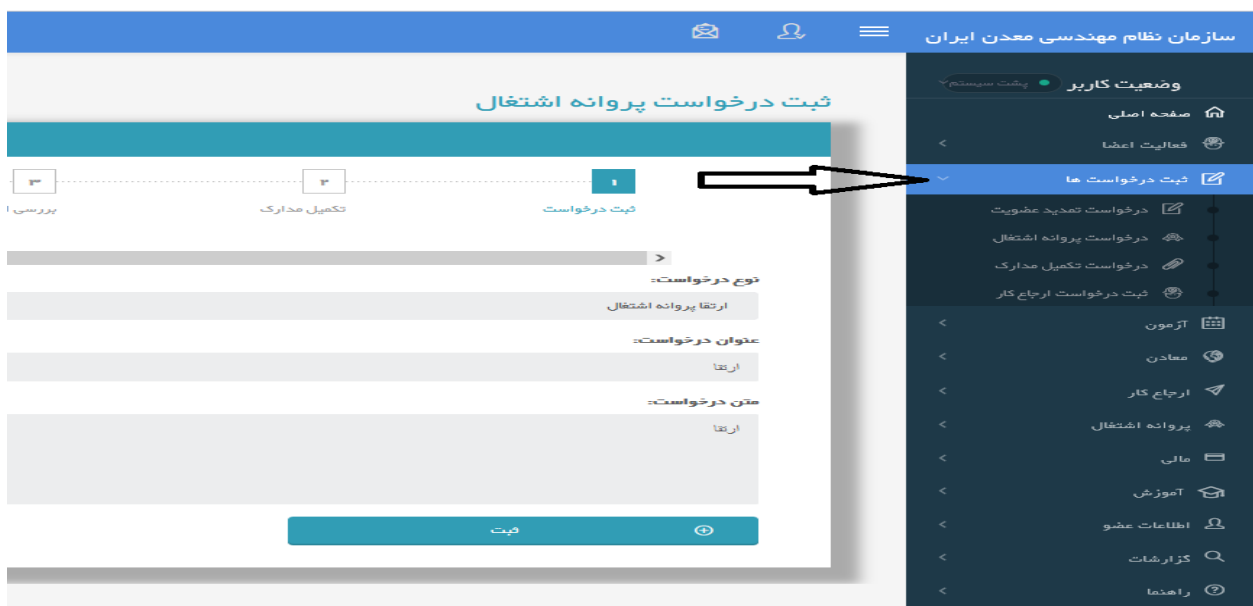 سازمان نظام مهندسی معدن ایران
وضعیت کاربر
پشت سیستم
صفحه اصلی
فعالیت اعضا
ثبت درخواست ها
درخواست تمدید عضویت
درخواست پروانه اشتغال
درخواست تکمیل مدارک
ثبت درخواست ارجاع کار
آزمون
معادن
ارجاع کار
پروانه اشتغال
مالی
آموزش
اطلاعات عضو
گزارشات
راهنما
ثبت درخواست پروانه اشتغال
۱
۲
۳
ثبت درخواست
تکمیل مدارک
بررسی ا
نوع درخواست:
ارتقا پروانه اشتغال
عنوان درخواست:
ارتقا
متن درخواست:
ارتقا
ثبت